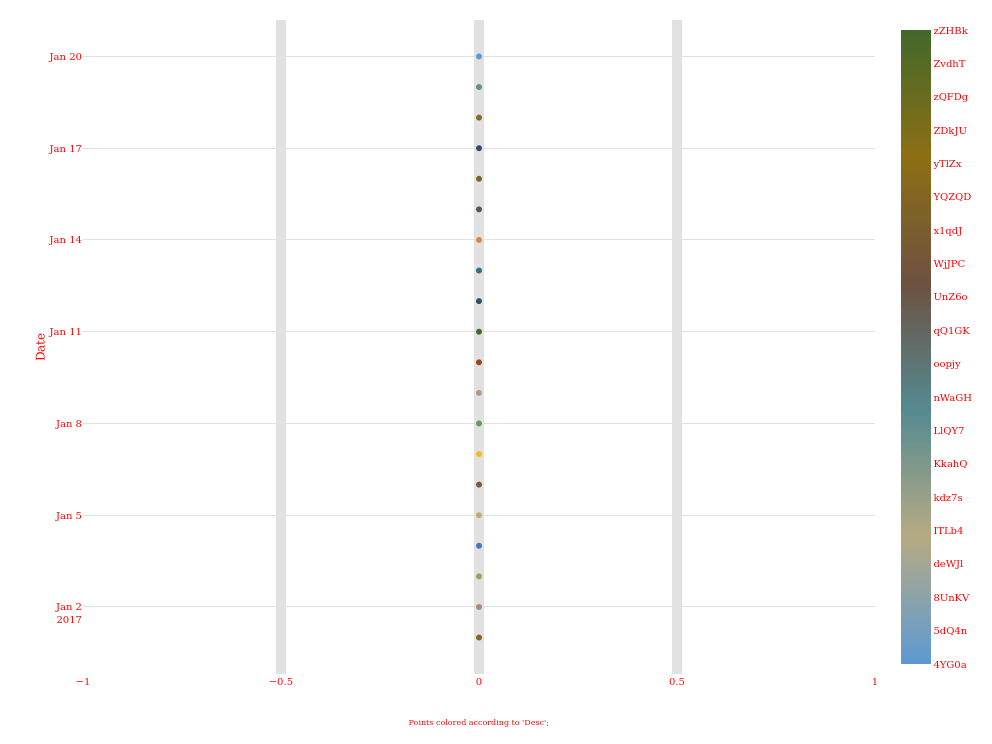 Jan 20
Jan 17
Jan 14
Jan 11
Jan 8
Jan 5
Jan 2
2017
Date
−1
−0.5
0
0.5
1
Points colored according to 'Desc';
zZHBk
ZvdhT
zQFDg
ZDkJU
yTlZx
YQZQD
x1qdJ
WjJPC
UnZ6o
qQ1GK
oopjy
nWaGH
LlQY7
KkahQ
kdz7s
ITLb4
deWJl
8UnKV
5dQ4n
4YG0a